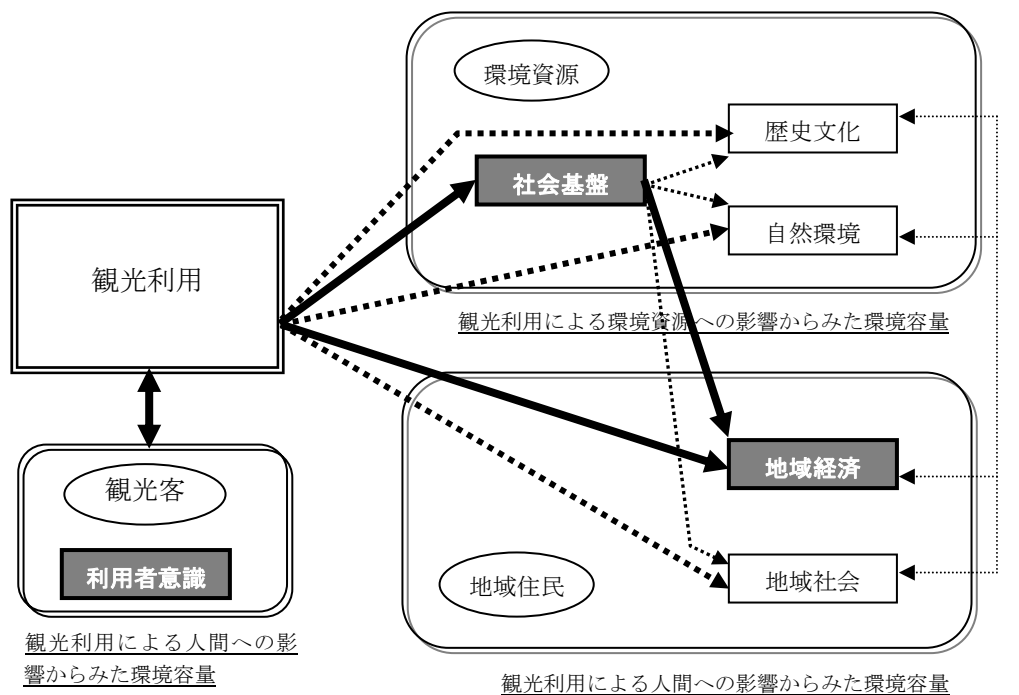 環境資源
歴史文化
社会基盤
自然環境
観光利用
観光利用による環境資源への影響からみた環境容量
地域経済
観光客
利用者意識
地域住民
地域社会
観光利用による人間への影
響からみた環境容量
観光利用による人間への影響からみた環境容量